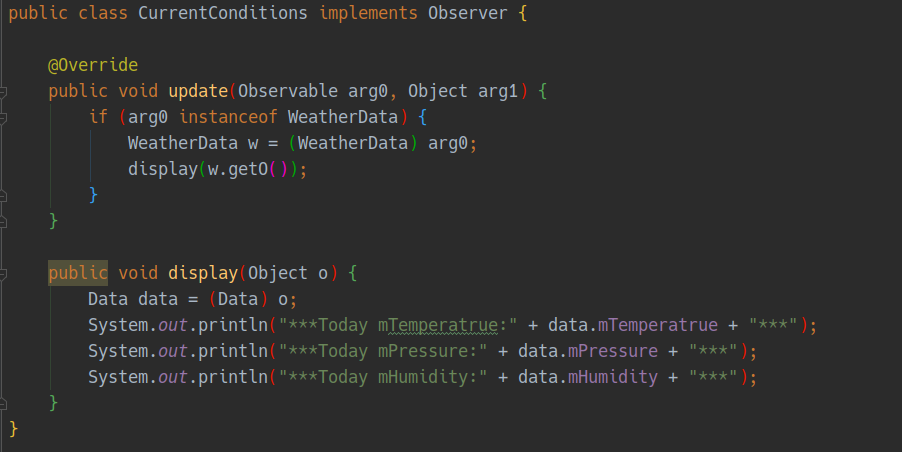 public class CurrentConditions implements Observer {
@Override
public void update(Observable arg0, Object arg1) {
if (arg0 instanceof WeatherData) {
WeatherData w = (WeatherData) arg0;
display(w.getO());
}
}
public void display(Object o) {
Data data = (Data) o;
System.out.println("***Today mTemperatrue:" + data.mTemperatrue + "***");
System.out.println("***Today mPressure:" + data.mPressure + "***");
System.out.println("***Today mHumidity:" + data.mHumidity + "***");
}
}